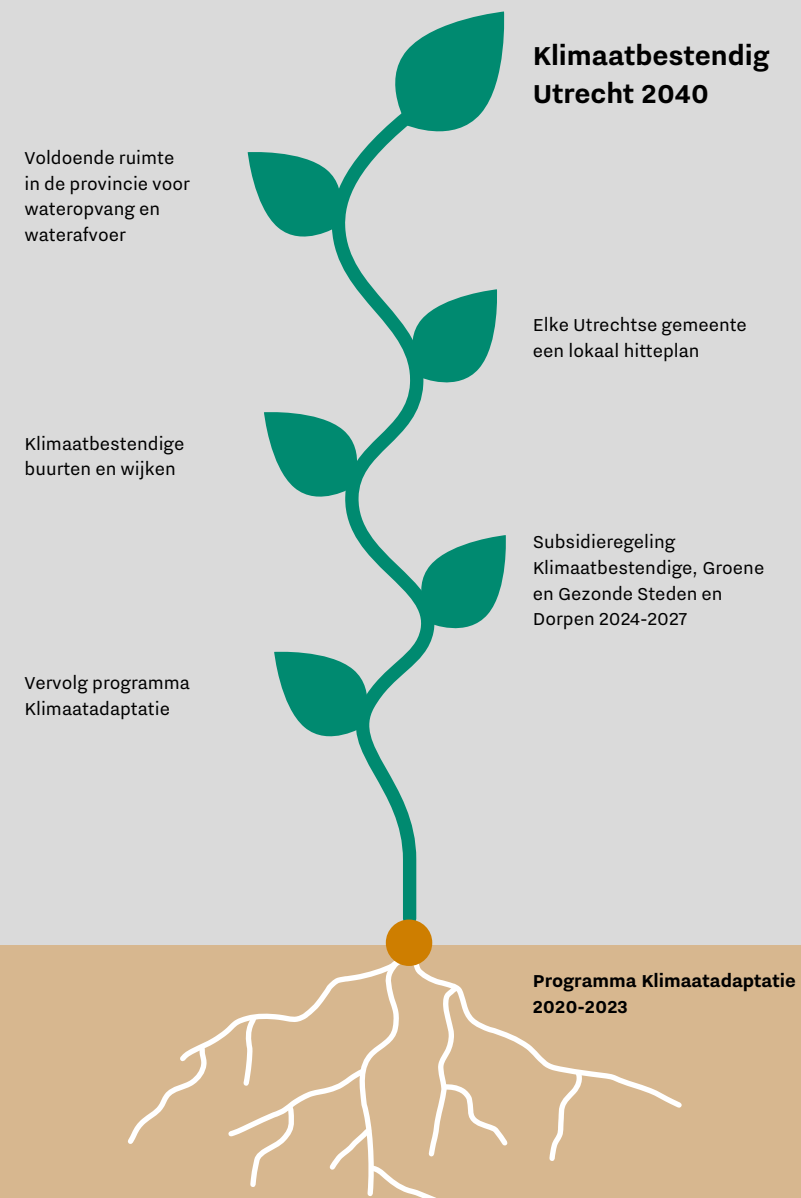 Klimaatbestendig
Utrecht 2040
Voldoende ruimte
in de provincie voor
wateropvang en
waterafvoer
Elke Utrechtse gemeente
een lokaal hitteplan
Klimaatbestendige
buurten en wijken
Subsidieregeling
Klimaatbestendige, Groene
en Gezonde Steden en
Dorpen 2024-2027
Vervolg programma
Klimaatadaptatie
Programma Klimaatadaptatie
2020-2023